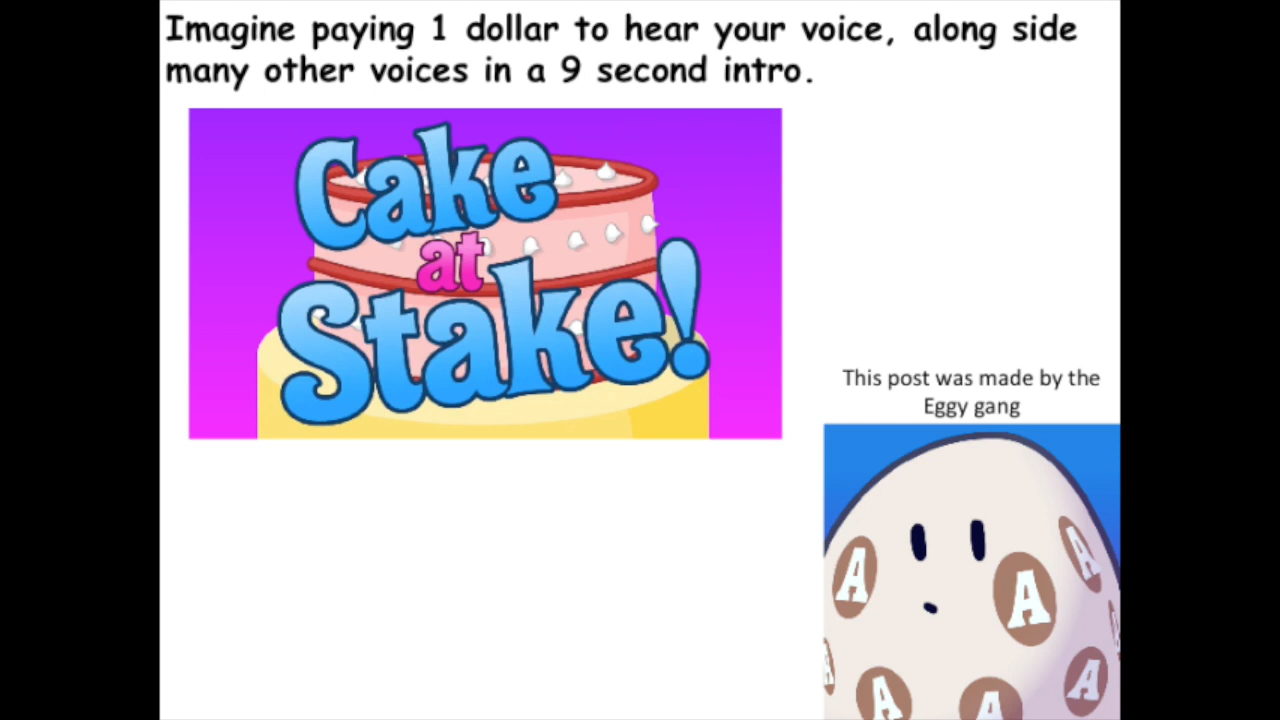 Imagine paying 1 dollar to hear your voice, along side
many other voices in a 9 second intro.
Cake
at
Stake!
This post was made by the
Eggy gang
A
A
A
A
A
A